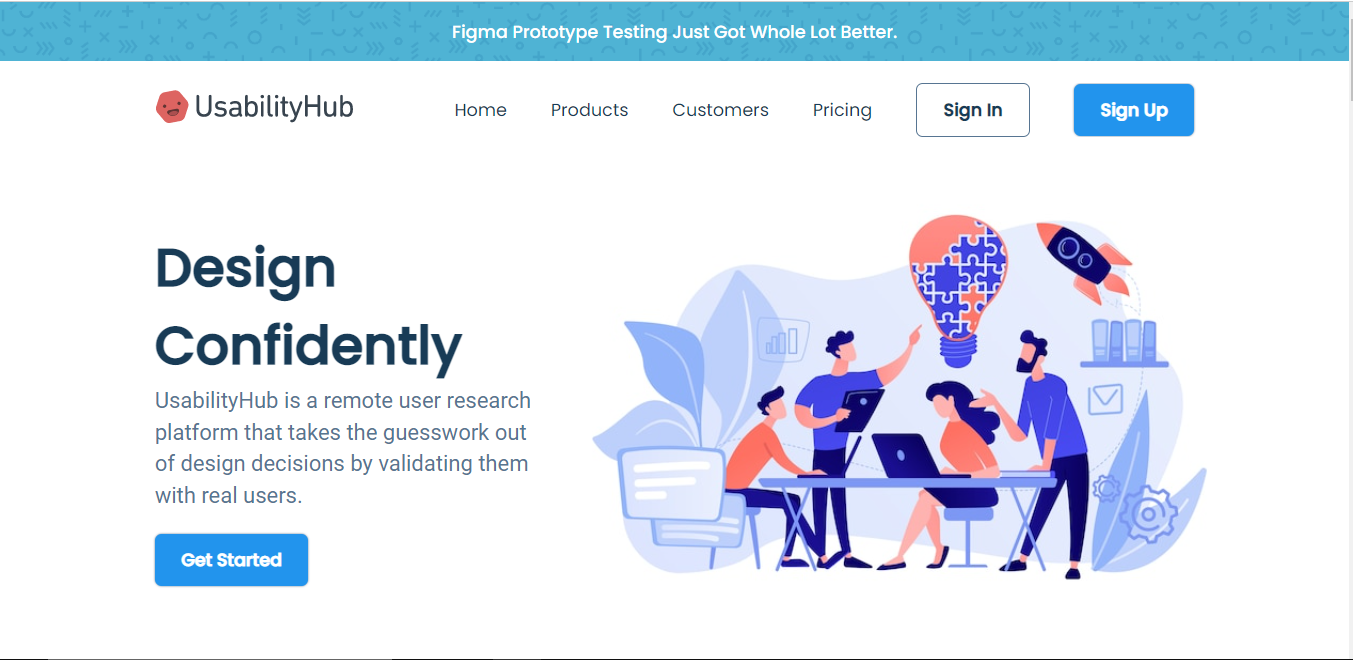 Figma Prototype Testing Just Got Whole Lot Better.
UsabilityHub
Home
Products
Customers
Pricing
Sign In
Sign Up
Design
Confidently
UsabilityHub is a remote user research
platform that takes the guesswork out
of design decisions by validating them
with real users.
Get Started